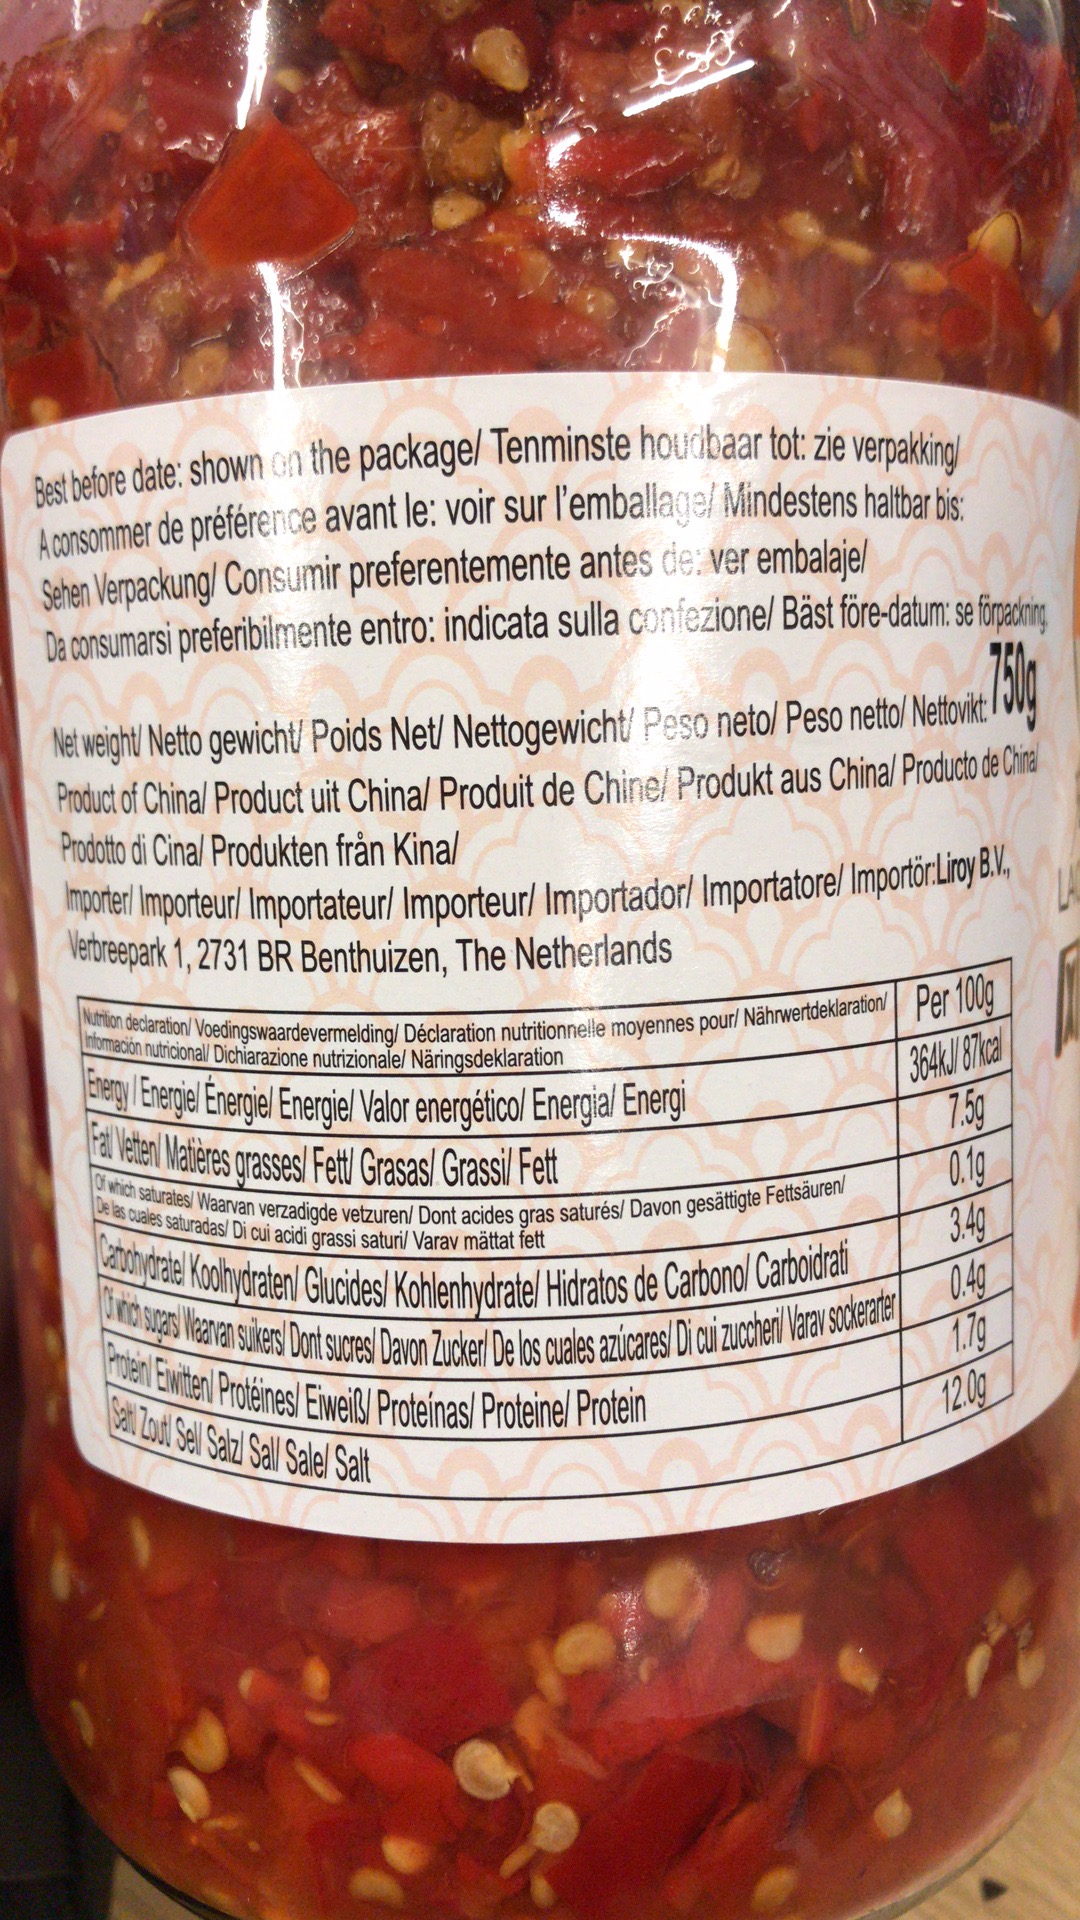 Best before date: shown on the package/ Tenminste houdbaar tot: zie verpakking/
A consommer de préférence avant le: voir sur l'emballage/ Mindestens haltbar bis:
Sehen Verpackung/ Consumir preferentemente antes de: ver embalaje/
Da consumarsi preferibilmente entro: indicata sulla confezione/ Bäst före-datum: se förpackning.
Net weight/ Netto gewicht/ Poids Net/ Nettogewicht/ Peso neto/ Peso netto/ Nettovikt: 750g
Product of China/ Product uit China/ Produit de Chine/ Produkt aus China/ Producto de China/
Prodotto di Cina/ Produkten från Kina/
Importer/ Importeur/ Importateur/ Importeur/ Importador/ Importatore/ Importör:Liroy B.V.,
Verbreepark 1, 2731 BR Benthuizen, The Netherlands
Nutrition declaration/ Voedingswaardevermelding/ Déclaration nutritionnelle moyennes pour/ Nährwertdeklaration/ Per 100g
Información nutricional/ Dichiarazione nutrizionale/ Näringsdeklaration
Energy / Energie/ Énergie/ Energie/ Valor energético/ Energia/ Energi 364kJ/ 87kcal
Fat/ Vetten/ Matières grasses/ Fett/ Grasas/ Grassi/ Fett 7.5g
Of which saturates/ Waarvan verzadigde vetzuren/ Dont acides gras saturés/ Davon gesättigte Fettsäuren/ 0.1g
De las cuales saturadas/ Di cui acidi grassi saturi/ Varav mättat fett
Carbohydrate/ Koolhydraten/ Glucides/ Kohlenhydrate/ Hidratos de Carbono/ Carboidrati 3.4g
Of which sugars/ Waarvan suikers/ Dont sucres/ Davon Zucker/ De los cuales azúcares/ Di cui zuccheri/ Varav sockerarter 0.4g
Protein/ Eiwitten/ Protéines/ Eiweiß/ Proteínas/ Proteine/ Protein 1.7g
Salt/ Zout/ Sel/ Salz/ Sal/ Sale/ Salt 12.0g